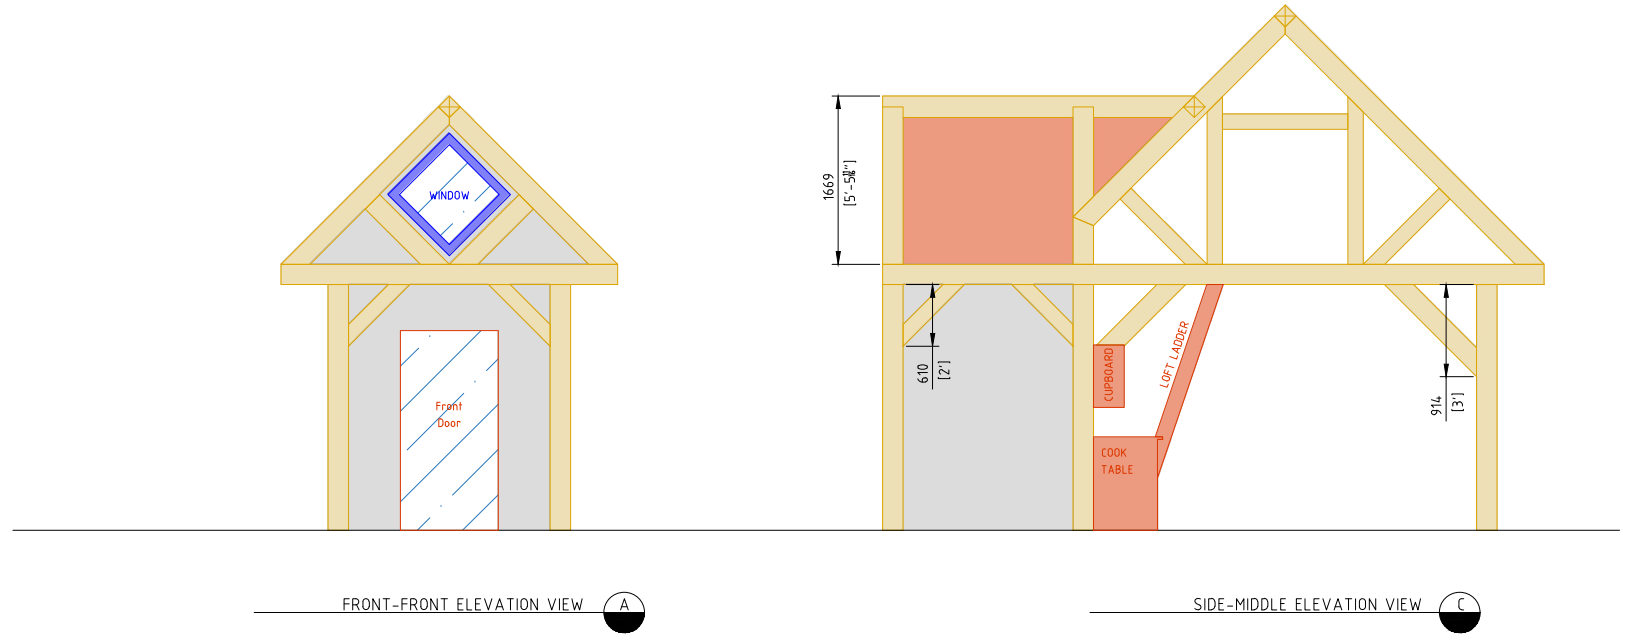 WINDOW
Front
Door
FRONT-FRONT ELEVATION VIEW
A
1669
610
[2']
CUPBOARD
LOFT LADDER
COOK
TABLE
914
[3']
SIDE-MIDDLE ELEVATION VIEW
C